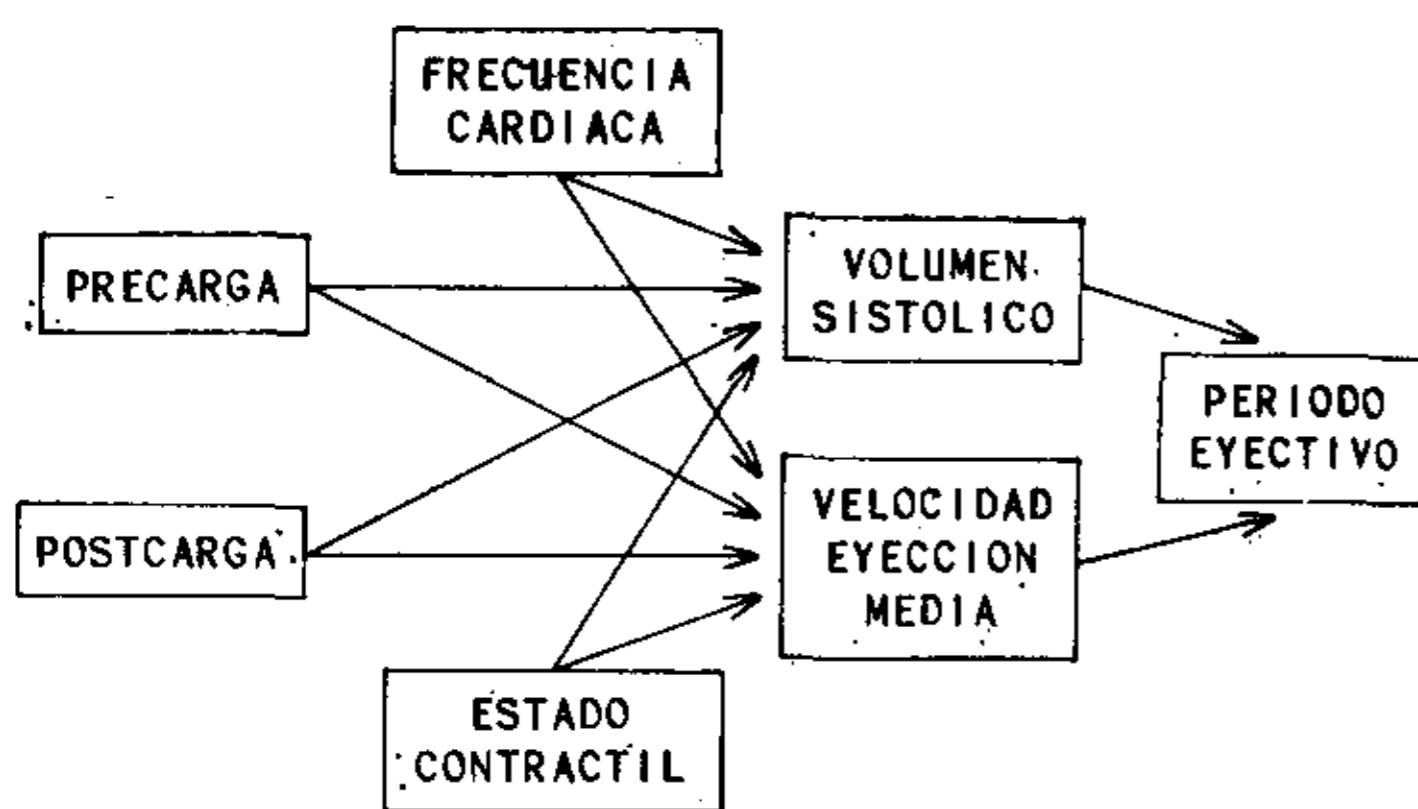 FRECUENCIA
CARDIACA
PRECARGA
VOLUMEN
SISTOLICO
PERIODO
EYECTIVO
POSTCARGA
VELOCIDAD
EYECCION
MEDIA
ESTADO
CONTRACTIL